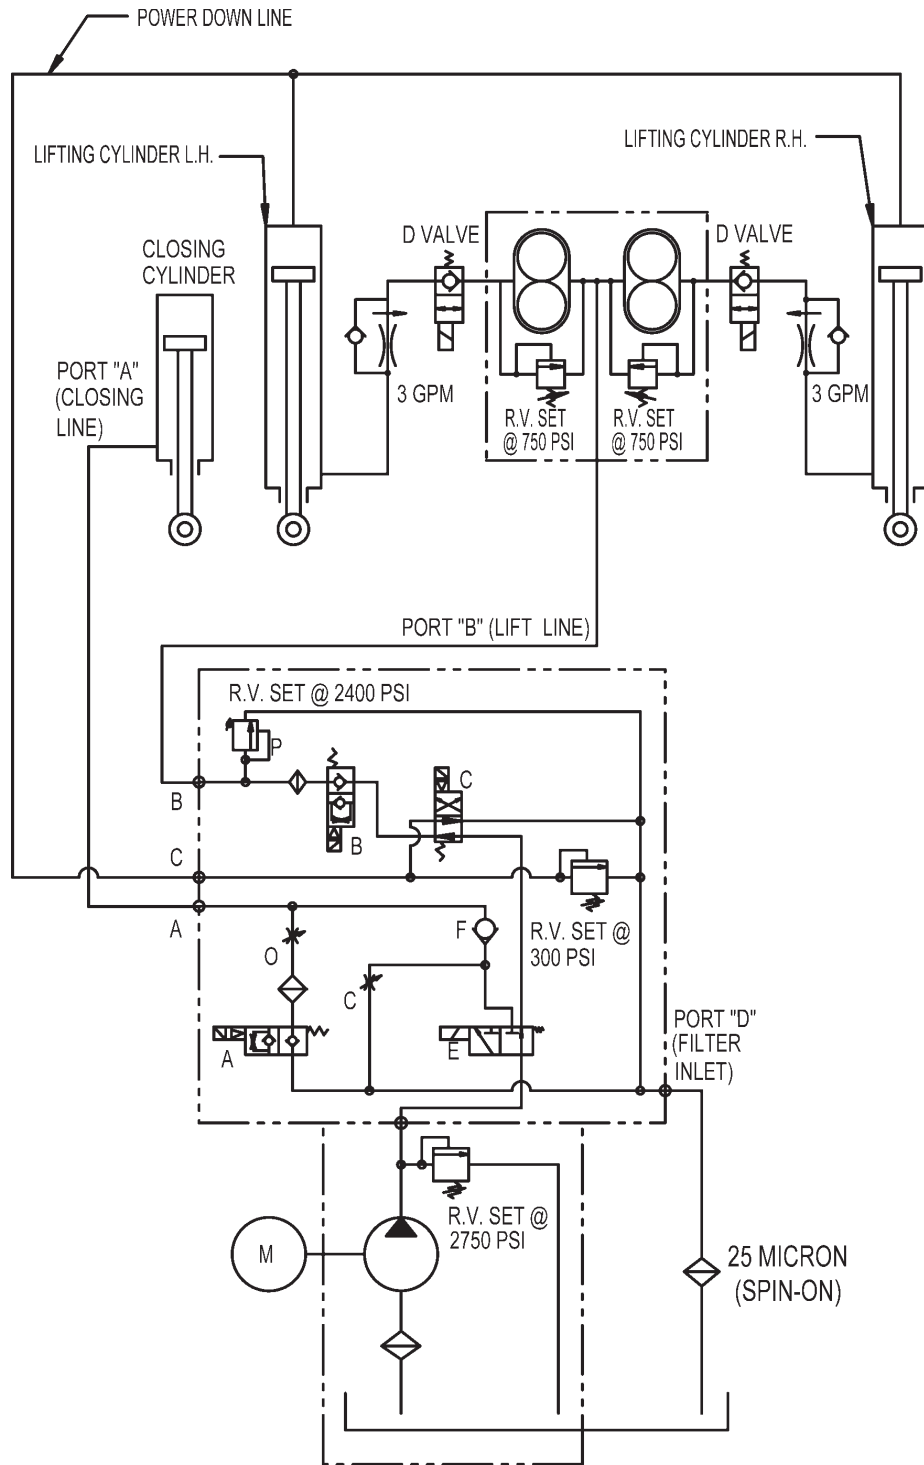 POWER DOWN LINE
LIFTING CYLINDER L.H.
LIFTING CYLINDER R.H.
CLOSING
CYLINDER
D VALVE
D VALVE
PORT "A"
(CLOSING
LINE)
3 GPM
R.V. SET
@ 750 PSI
R.V. SET
@ 750 PSI
3 GPM
PORT "B" (LIFT LINE)
R.V. SET @ 2400 PSI
P
B
B
C
C
A
O
F
C
R.V. SET @
300 PSI
A
E
PORT "D"
(FILTER
INLET)
R.V. SET @
2750 PSI
M
25 MICRON
(SPIN-ON)